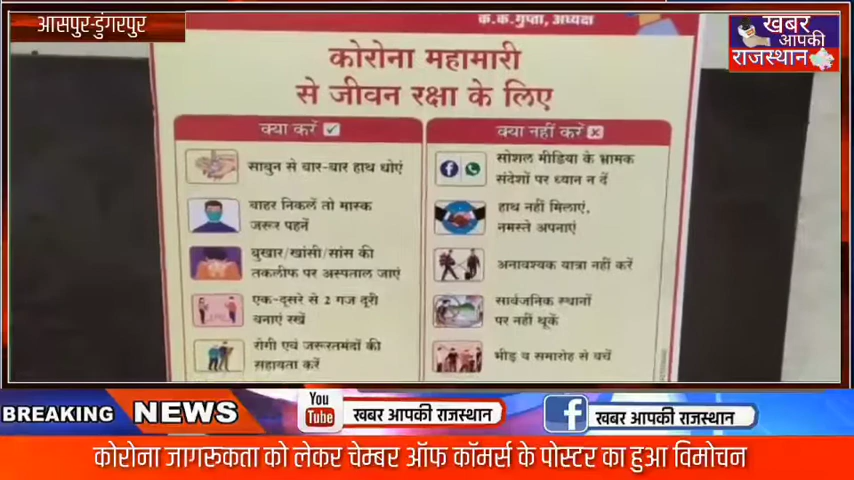 आसपुर-डुंगरपुर
क.क.गुप्ता, अध्यक्ष
खबर
आपकी
राजस्थान
कोरोना महामारी
से जीवन रक्षा के लिए
क्या करें
क्या नहीं करें
साबुन से बार-बार हाथ धोएं
सोशल मीडिया के भ्रामक
संदेशों पर ध्यान न दें
बाहर निकलें तो मास्क
जरूर पहनें
हाथ नहीं मिलाएं,
नमस्ते अपनाएं
बुखार/खांसी/सांस की
तकलीफ पर अस्पताल जाएं
अनावश्यक यात्रा नहीं करें
एक-दूसरे से 2 गज दूरी
बनाएं रखें
सार्वजनिक स्थानों
पर नहीं थूकें
रोगी एवं जरूरतमंदों की
सहायता करें
भीड़ व समारोह से बचें
BREAKING NEWS
You
Tube
खबर आपकी राजस्थान
f खबर आपकी राजस्थान
कोरोना जागरूकता को लेकर चेम्बर ऑफ कॉमर्स के पोस्टर का हुआ विमोचन